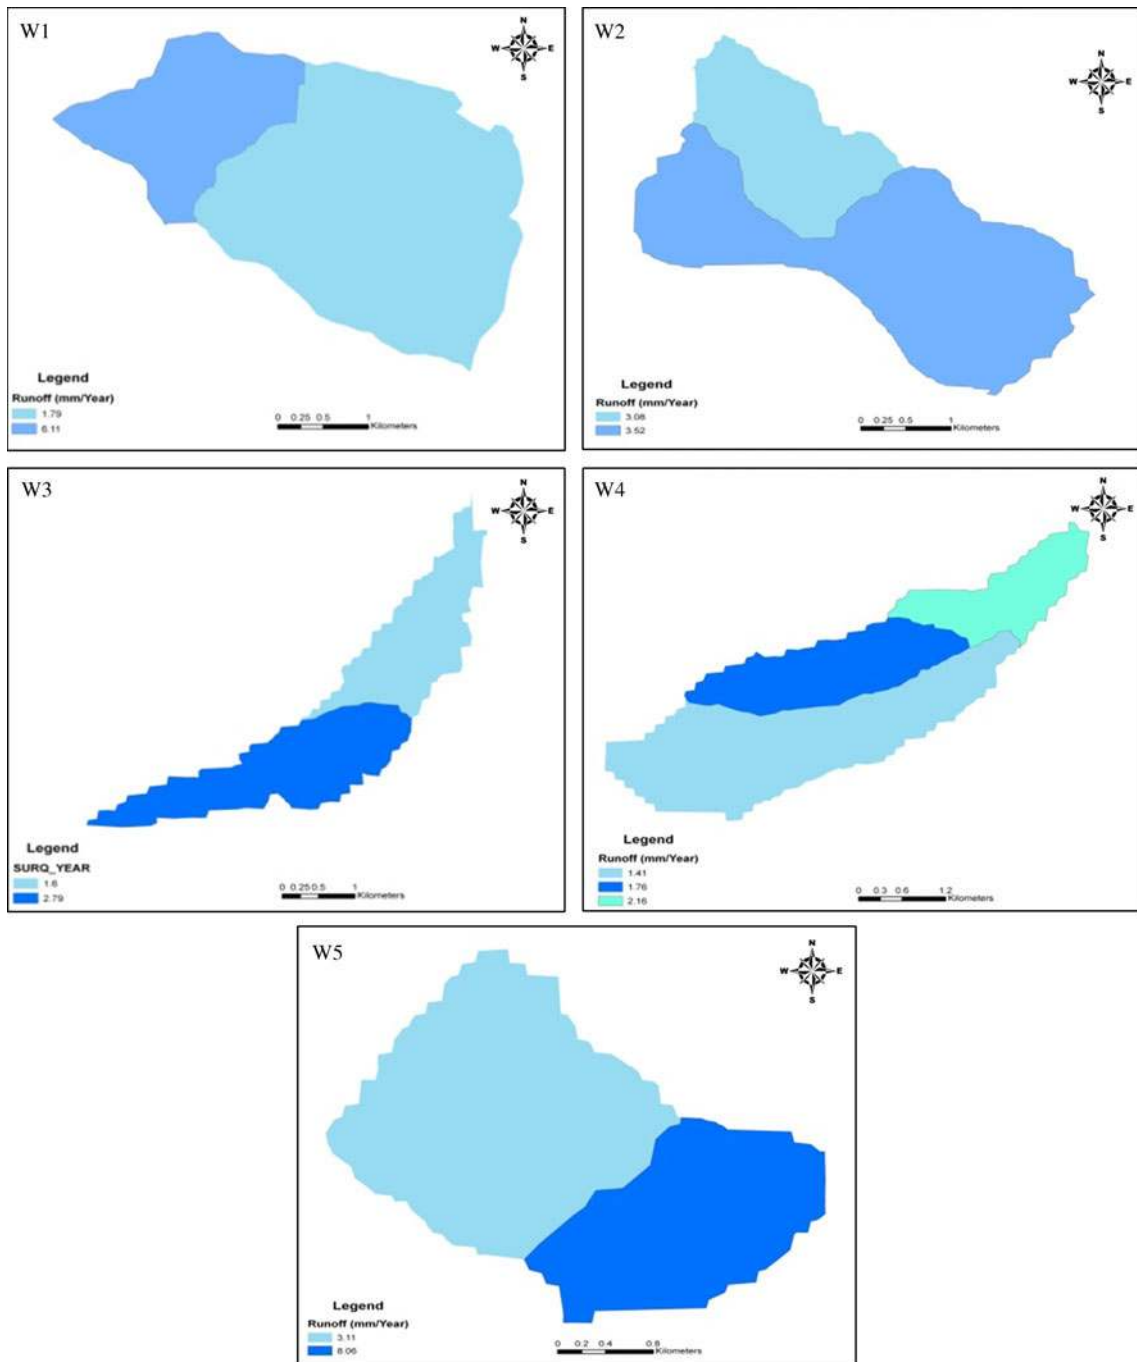 W1
N
W E
S
Legend
Runoff (mm/Year)
1.79
6.11
0 0.25 0.5 1
Kilometers
W2
N
W E
S
Legend
Runoff (mm/Year)
3.08
3.52
0 0.25 0.5 1
Kilometers
W3
N
W E
S
Legend
SURQ_YEAR
1.6
2.79
0 0.25 0.5 1
Kilometers
W4
N
W E
S
Legend
Runoff (mm/Year)
1.41
1.76
2.16
0 0.3 0.6 1.2
Kilometers
W5
N
W E
S
Legend
Runoff (mm/Year)
3.11
8.06
0 0.2 0.4 0.8
Kilometers